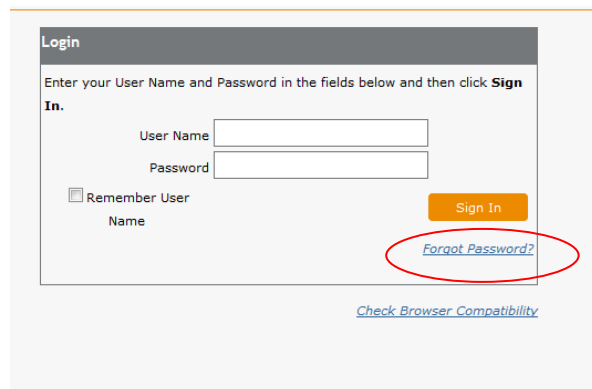 Login
Enter your User Name and Password in the fields below and then click Sign
In.
User Name
Password
Remember User
Name
Sign In
Forgot Password?
Check Browser Compatibility